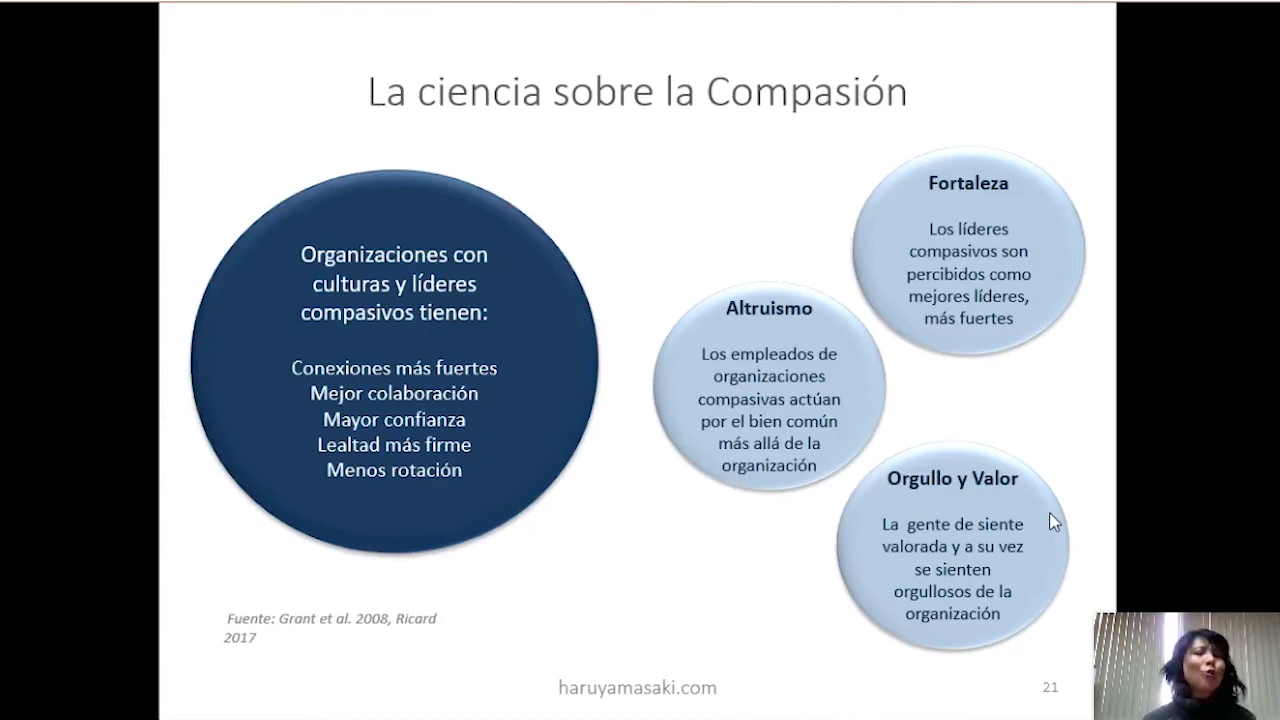 La ciencia sobre la Compasión
Organizaciones con
culturas y líderes
compasivos tienen:
Conexiones más fuertes
Mejor colaboración
Mayor confianza
Lealtad más firme
Menos rotación
Fortaleza
Los líderes
compasivos son
percibidos como
mejores líderes,
más fuertes
Altruismo
Los empleados de
organizaciones
compasivas actúan
por el bien común
más allá de la
organización
Orgullo y Valor
La gente de siente
valorada y a su vez
se sienten
orgullosos de la
organización
Fuente: Grant et al. 2008, Ricard
2017
haruyamasaki.com
21